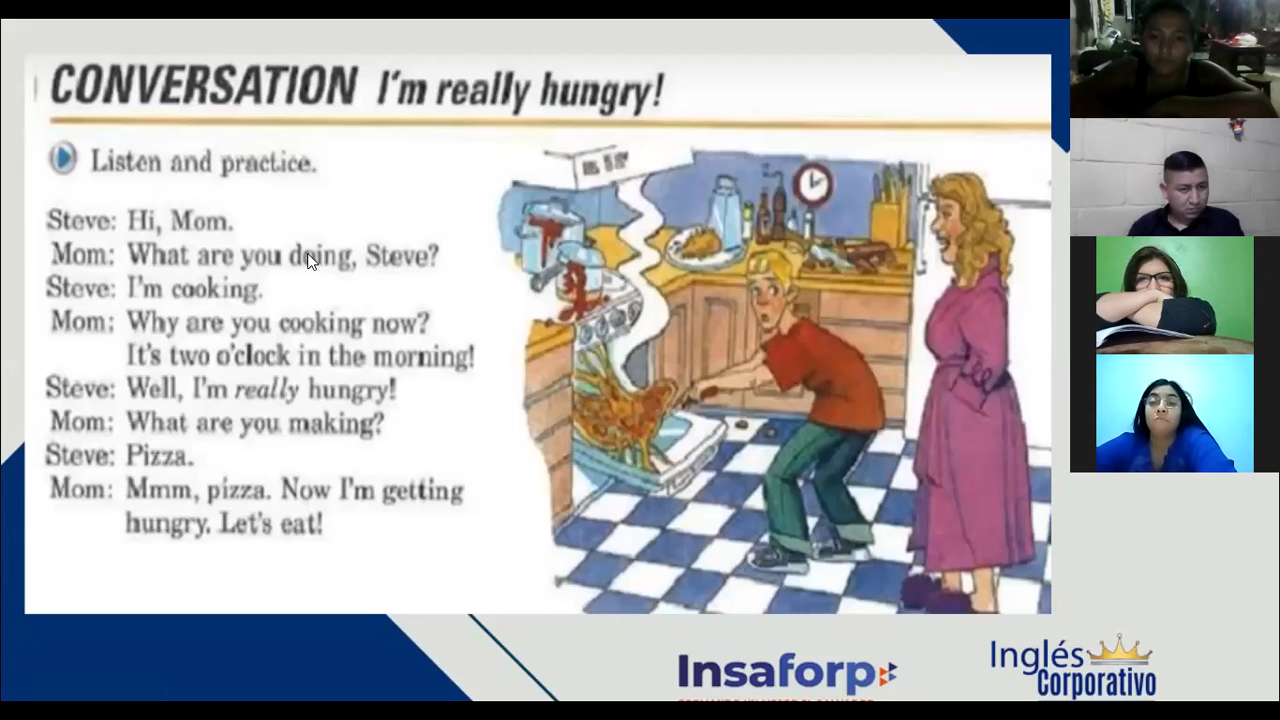 CONVERSATION I'm really hungry!
Listen and practice.
Steve: Hi, Mom.
Mom: What are you doing, Steve?
Steve: I'm cooking.
Mom: Why are you cooking now?
It's two o'clock in the morning!
Steve: Well, I'm really hungry!
Mom: What are you making?
Steve: Pizza.
Mom: Mmm, pizza. Now I'm getting
hungry. Let's eat!
Insaforp
Inglés
Corporativo